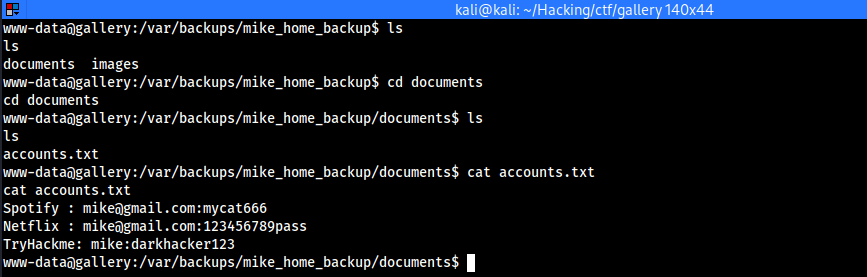 kali@kali: ~/Hacking/ctf/gallery 140x44
www-data@gallery:/var/backups/mike_home_backup$ ls
ls
documents  images
www-data@gallery:/var/backups/mike_home_backup$ cd documents
cd documents
www-data@gallery:/var/backups/mike_home_backup/documents$ ls
ls
accounts.txt
www-data@gallery:/var/backups/mike_home_backup/documents$ cat accounts.txt
cat accounts.txt
Spotify : mike@gmail.com:mycat666
Netflix : mike@gmail.com:123456789pass
TryHackme: mike:darkhacker123
www-data@gallery:/var/backups/mike_home_backup/documents$